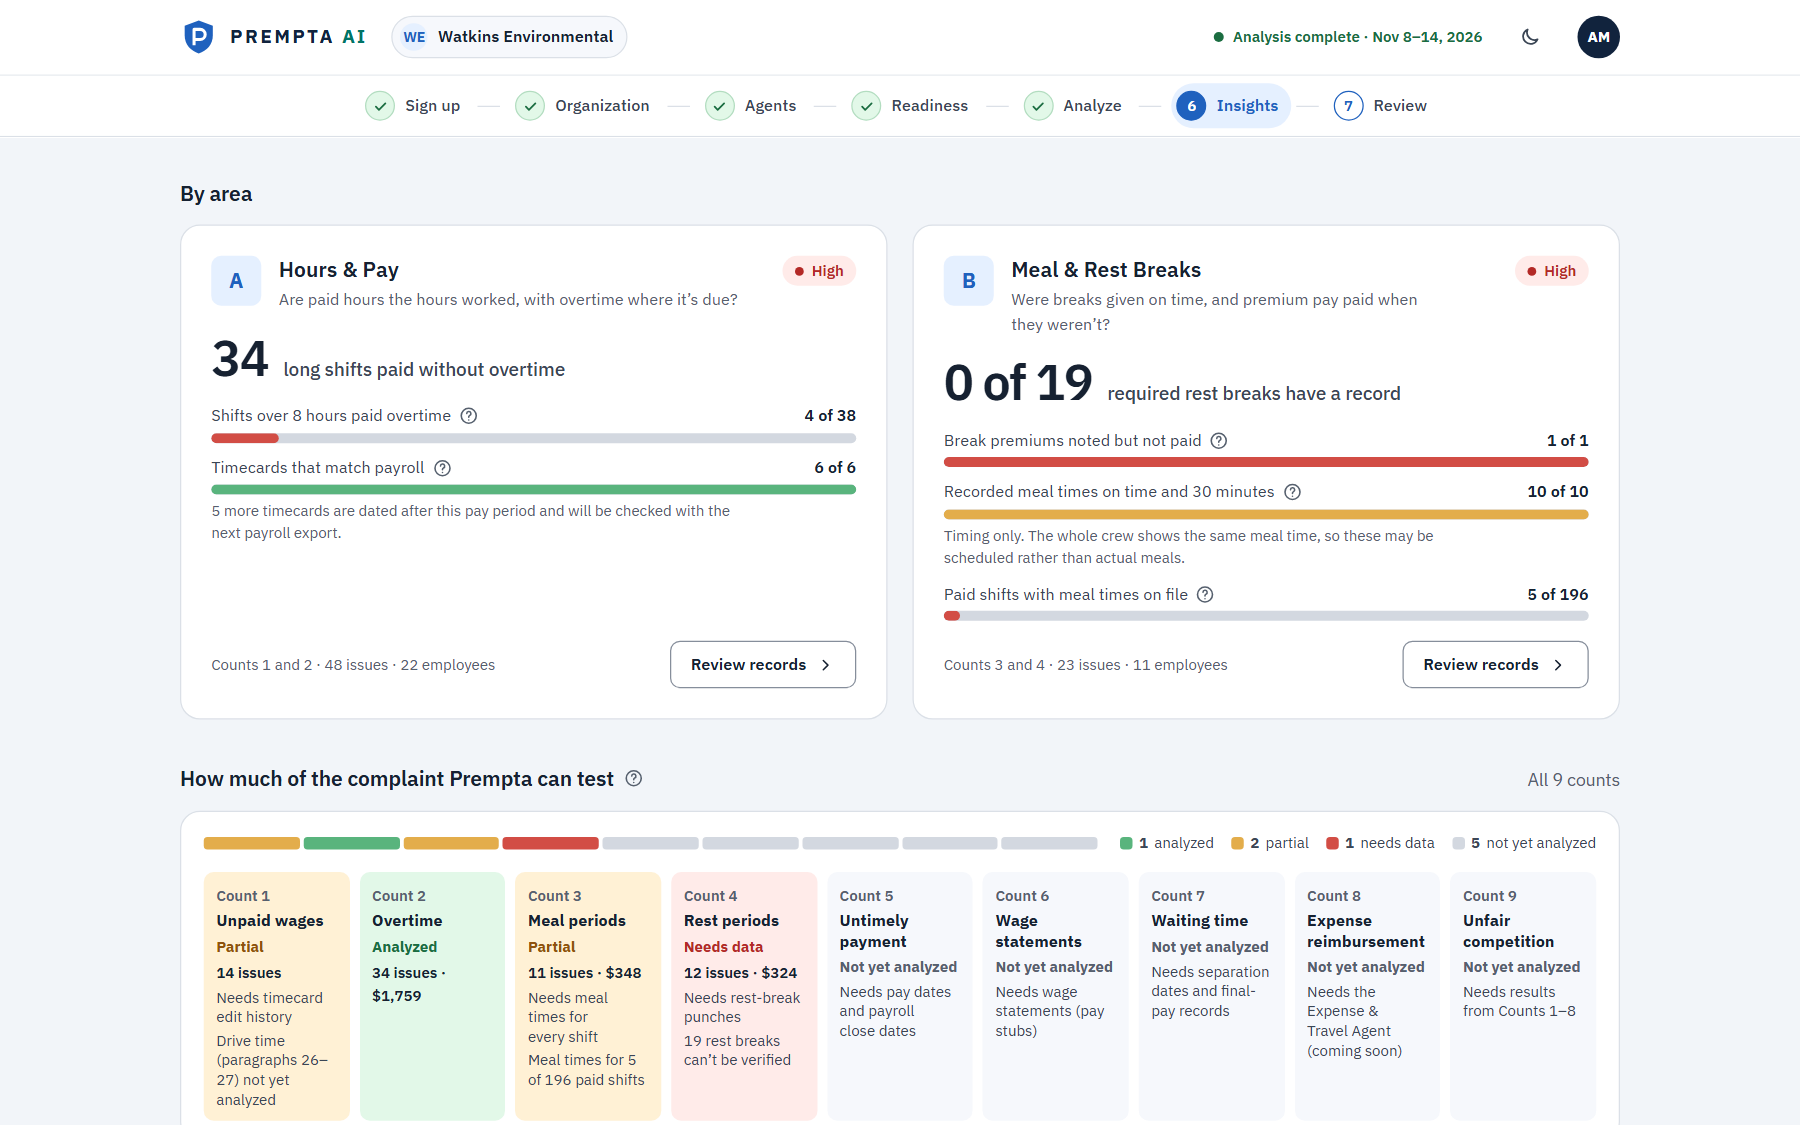 PREMPTA AI
WE Watkins Environmental
Analysis complete · Nov 8–14, 2026
AM
Sign up
Organization
Agents
Readiness
Analyze
6 Insights
7 Review
By area
A
Hours & Pay
High
Are paid hours the hours worked, with overtime where it’s due?
34 long shifts paid without overtime
Shifts over 8 hours paid overtime ? 4 of 38
Timecards that match payroll ? 6 of 6
5 more timecards are dated after this pay period and will be checked with the
next payroll export.
Counts 1 and 2 · 48 issues · 22 employees
Review records
B
Meal & Rest Breaks
High
Were breaks given on time, and premium pay paid when
they weren’t?
0 of 19 required rest breaks have a record
Break premiums noted but not paid ? 1 of 1
Recorded meal times on time and 30 minutes ? 10 of 10
Timing only. The whole crew shows the same meal time, so these may be
scheduled rather than actual meals.
Paid shifts with meal times on file ? 5 of 196
Counts 3 and 4 · 23 issues · 11 employees
Review records
How much of the complaint Prempta can test ?
All 9 counts
1 analyzed
2 partial
1 needs data
5 not yet analyzed
Count 1
Unpaid wages
Partial
14 issues
Needs timecard
edit history
Drive time
(paragraphs 26–
27) not yet
analyzed
Count 2
Overtime
Analyzed
34 issues ·
$1,759
Count 3
Meal periods
Partial
11 issues · $348
Needs meal
times for
every shift
Meal times for 5
of 196 paid shifts
Count 4
Rest periods
Needs data
12 issues · $324
Needs rest-break
punches
19 rest breaks
can’t be verified
Count 5
Untimely
payment
Not yet analyzed
Needs pay dates
and payroll
close dates
Count 6
Wage
statements
Not yet analyzed
Needs wage
statements (pay
stubs)
Count 7
Waiting time
Not yet analyzed
Needs separation
dates and final-
pay records
Count 8
Expense
reimbursement
Not yet analyzed
Needs the
Expense &
Travel Agent
(coming soon)
Count 9
Unfair
competition
Not yet analyzed
Needs results
from Counts 1–8